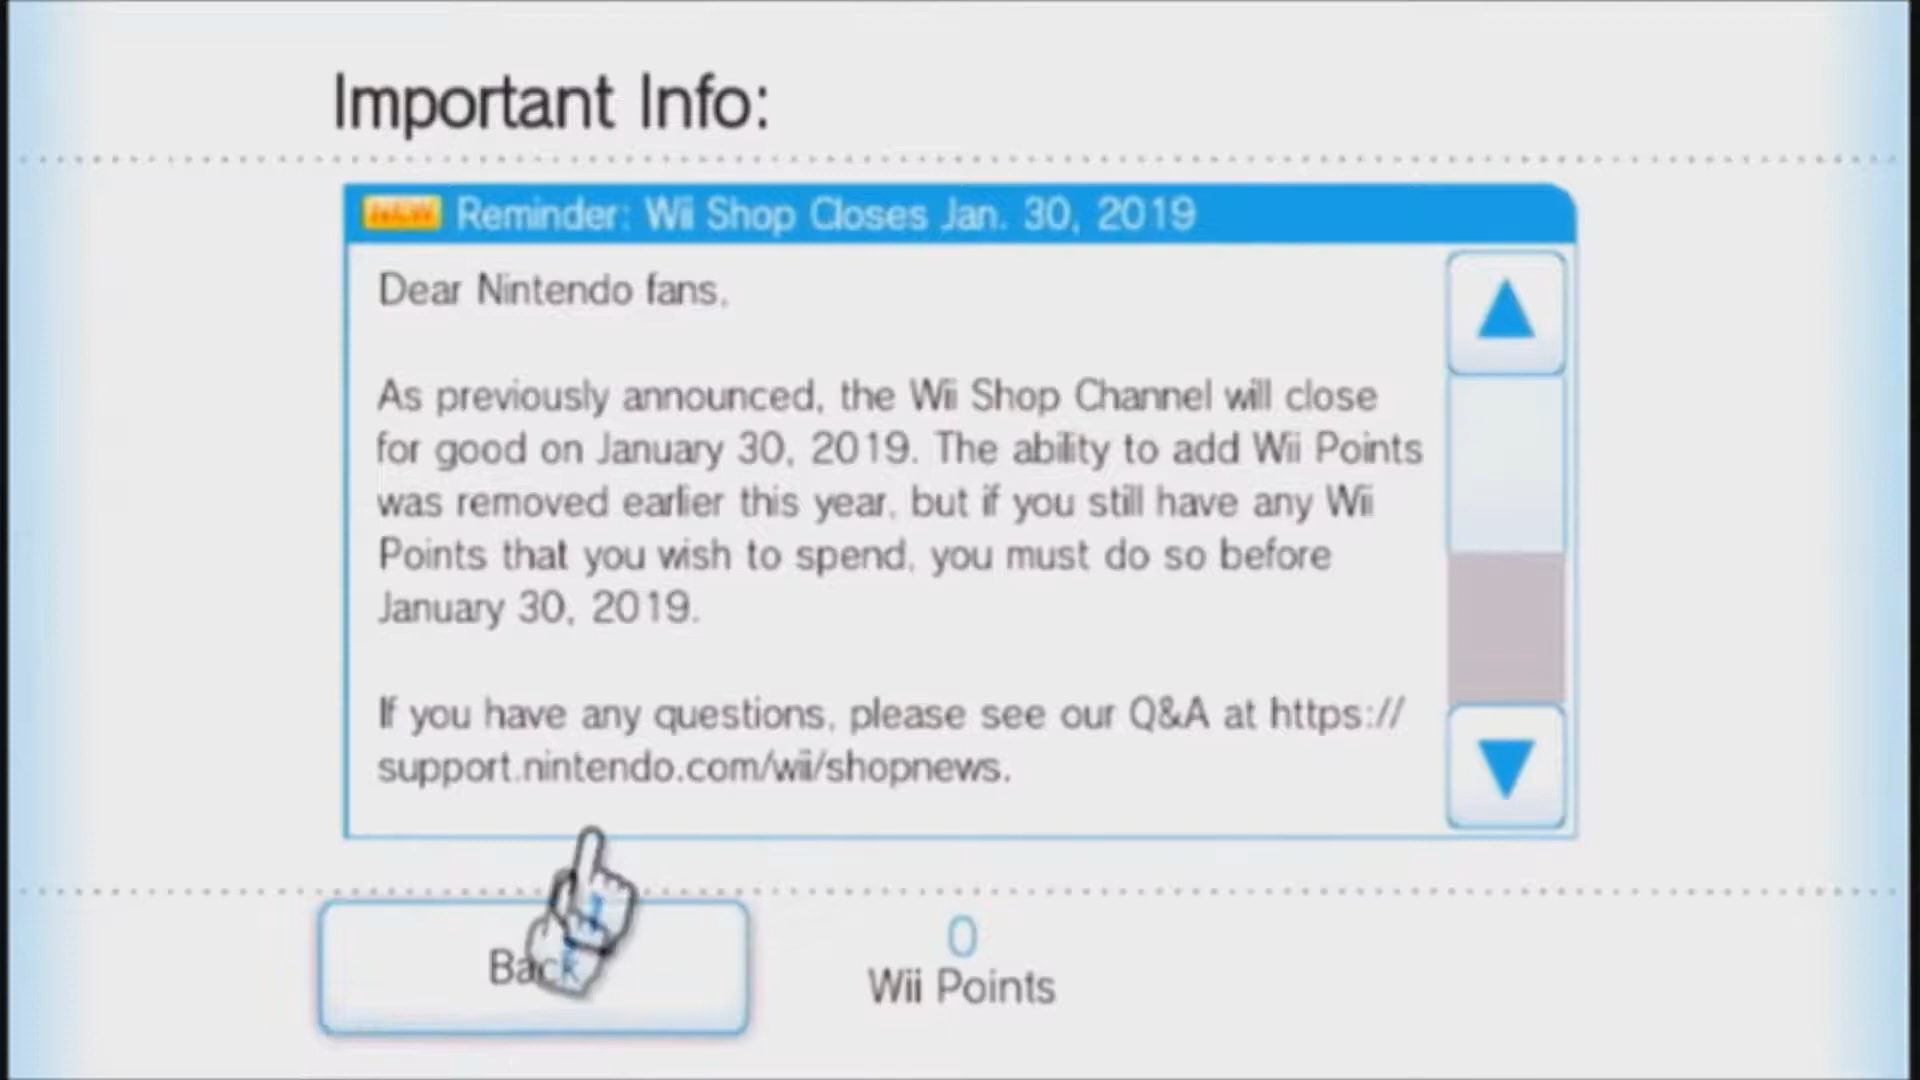 Important Info:
NEW Reminder: Wii Shop Closes Jan. 30, 2019
Dear Nintendo fans,
As previously announced, the Wii Shop Channel will close
for good on January 30, 2019. The ability to add Wii Points
was removed earlier this year, but if you still have any Wii
Points that you wish to spend, you must do so before
January 30, 2019.
If you have any questions, please see our Q&A at https://
support.nintendo.com/wii/shopnews.
Back
0
Wii Points